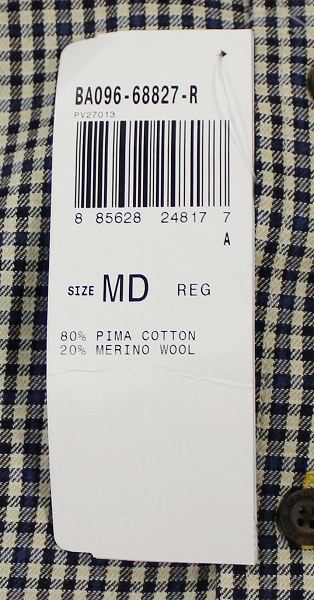 BA096-68827-R
PV27013
8 85628 24817 7
A
SIZE MD REG
80% PIMA COTTON
20% MERINO WOOL